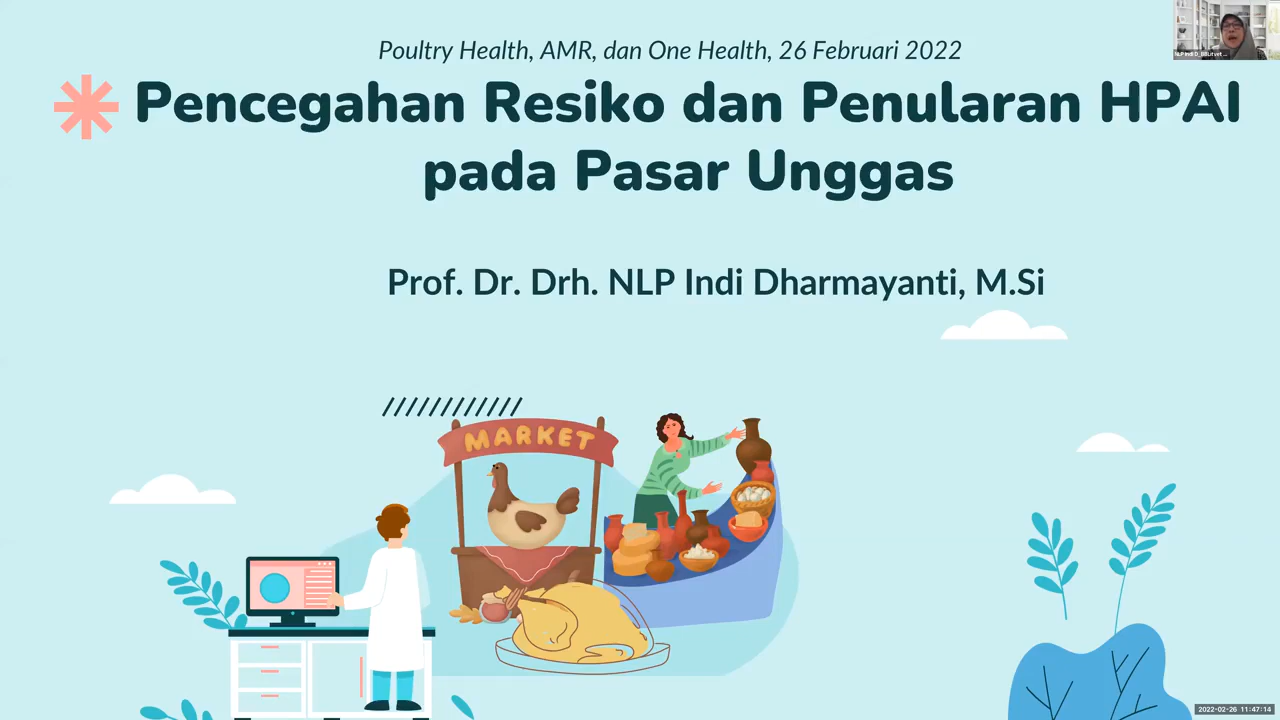 Poultry Health, AMR, dan One Health, 26 Februari 2022
Pencegahan Resiko dan Penularan HPAI
pada Pasar Unggas
Prof. Dr. Drh. NLP Indi Dharmayanti, M.Si
MARKET
2022-02-26 11:47:14